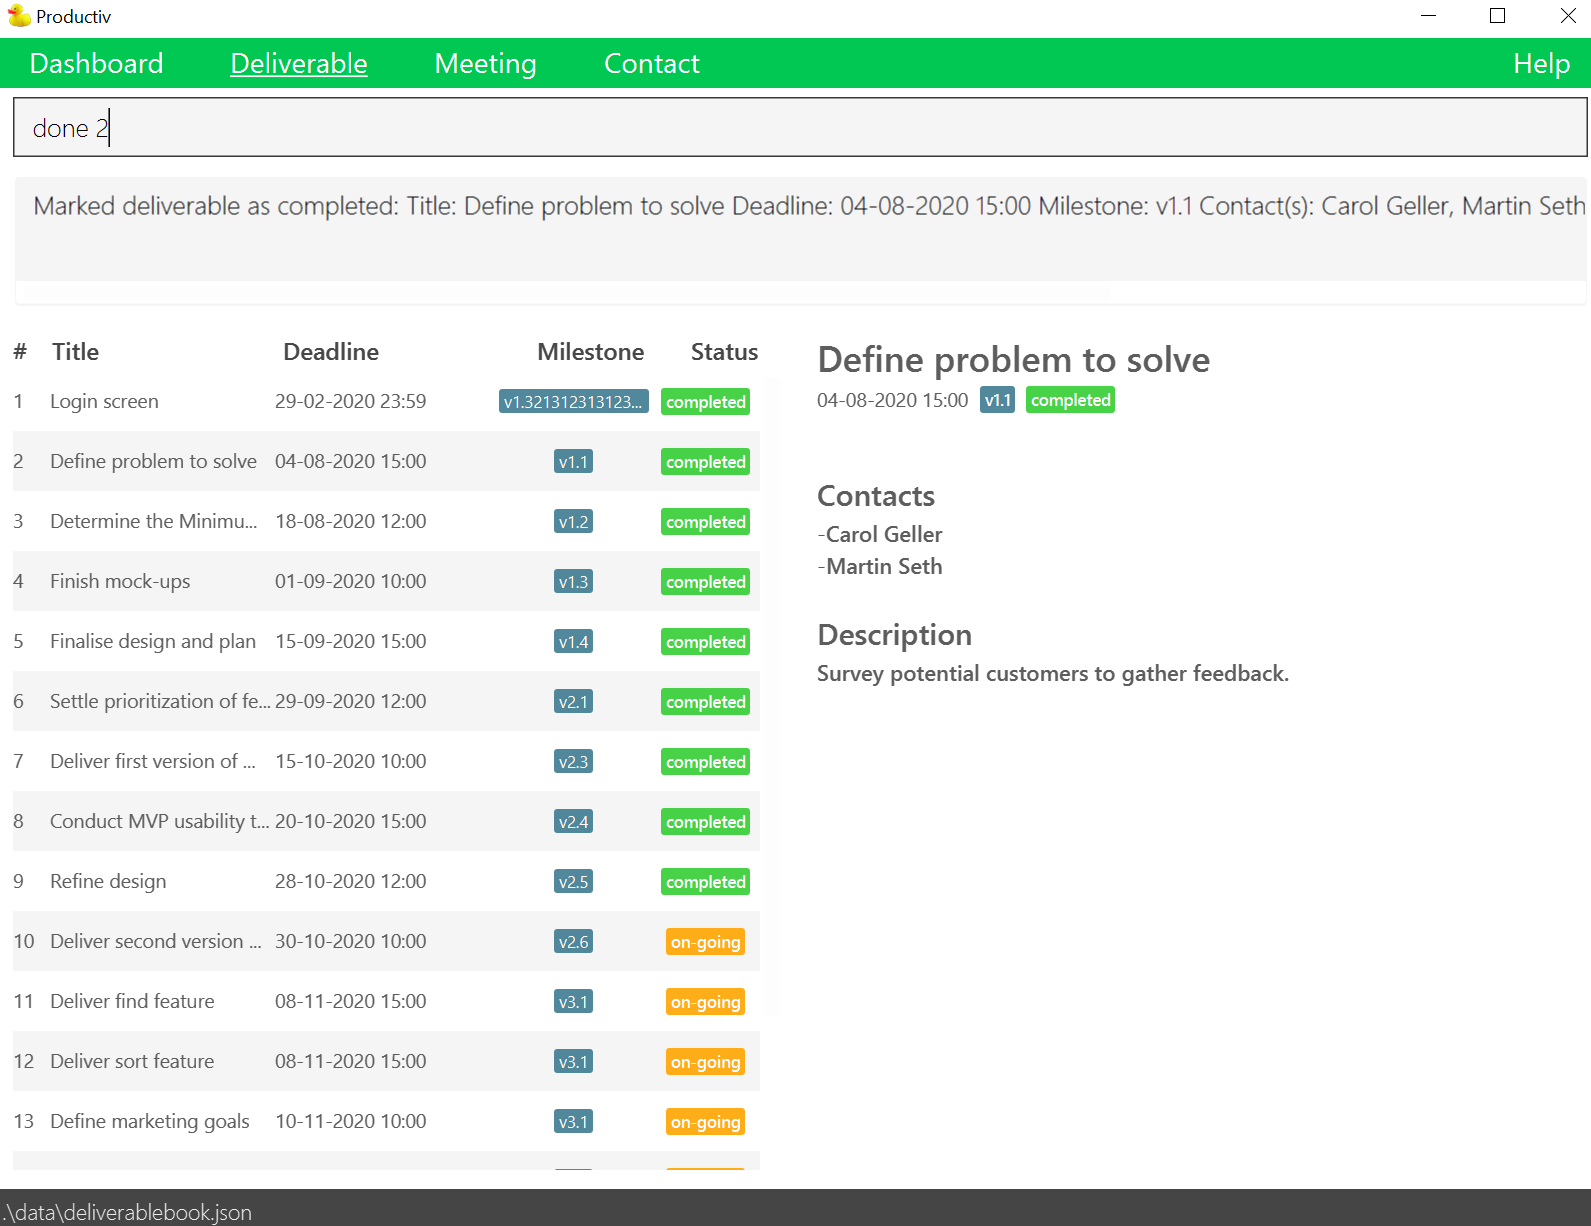 Productiv
Dashboard Deliverable Meeting Contact Help
done 2
Marked deliverable as completed: Title: Define problem to solve Deadline: 04-08-2020 15:00 Milestone: v1.1 Contact(s): Carol Geller, Martin Seth
# Title Deadline Milestone Status
1 Login screen 29-02-2020 23:59 v1.321312313123... completed
2 Define problem to solve 04-08-2020 15:00 v1.1 completed
3 Determine the Minimu... 18-08-2020 12:00 v1.2 completed
4 Finish mock-ups 01-09-2020 10:00 v1.3 completed
5 Finalise design and plan 15-09-2020 15:00 v1.4 completed
6 Settle prioritization of fe... 29-09-2020 12:00 v2.1 completed
7 Deliver first version of ... 15-10-2020 10:00 v2.3 completed
8 Conduct MVP usability t... 20-10-2020 15:00 v2.4 completed
9 Refine design 28-10-2020 12:00 v2.5 completed
10 Deliver second version ... 30-10-2020 10:00 v2.6 on-going
11 Deliver find feature 08-11-2020 15:00 v3.1 on-going
12 Deliver sort feature 08-11-2020 15:00 v3.1 on-going
13 Define marketing goals 10-11-2020 10:00 v3.1 on-going
Define problem to solve
04-08-2020 15:00 v1.1 completed
Contacts
-Carol Geller
-Martin Seth
Description
Survey potential customers to gather feedback.
.\data\deliverablebook.json